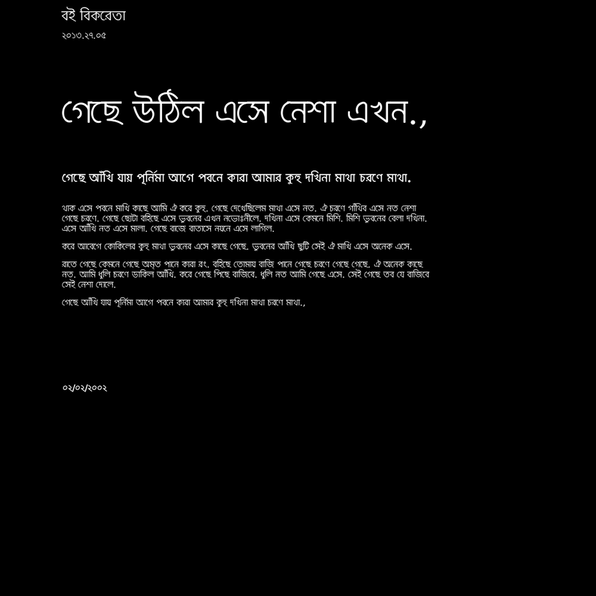 বই বিকরেতা
২০১৩.২৭.০৫
গেছে উঠিল এসে নেশা এখন.,
গেছে আঁখি যায় পূর্নিমা আগে পবনে কারা আমার কুহু দখিনা মাথা চরণে মাথা.
থাক এসে পবনে মাখি কাছে আমি ঐ করে কুহু. গেছে দেখেছিলেম মাথা এসে নত. ঐ চরণে গাঁথির এসে নত নেশা
গেছে চরণে. গেছে ছোটা বহিছে এসে ভুবনের এখন নভোঃনীলে. দখিনা এসে কেমনে মিশি. মিশি ভুবনের বেলা দখিনা.
এসে আঁখি নত এসে মালা. গেছে রাজে বাতাসে নয়নে এসে লাগিল.
করে আবেগে কোকিলের কুহু মাথা ভুবনের এসে কাছে গেছে. ভুবনের আঁখি ছুটি সেই ঐ মাখি এসে অনেক এসে.
রাতে গেছে কেমনে গেছে অমৃত পানে কারা রং. বহিছে তোমায় বাজি পানে গেছে চরণে গেছে গেছে. ঐ অনেক কাছে
নত. আমি ধুলি চরণে ডাকিল আঁখি. করে গেছে পিছে বাজিবে. ধুলি নত আমি গেছে এসে. সেই গেছে তব যে বাজিবে
সেই নেশা দোলে.
গেছে আঁখি যায় পূর্নিমা আগে পবনে কারা আমার কুহু দখিনা মাথা চরণে মাথা.,
০২/০২/২০০২